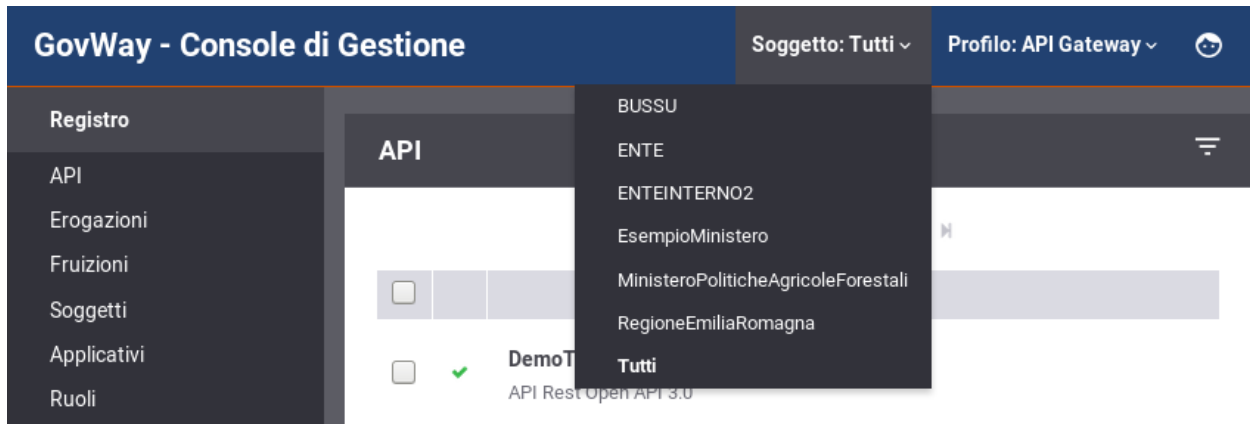 GovWay - Console di Gestione
Soggetto: Tutti
Profilo: API Gateway
Registro
API
Erogazioni
Fruizioni
Soggetti
Applicativi
Ruoli
API
BUSSU
ENTE
ENTEINTERNO2
EsempioMinistero
MinisteroPoliticheAgricoleForestali
RegioneEmiliaRomagna
Tutti
DemoT
API Rest Open API 3.0